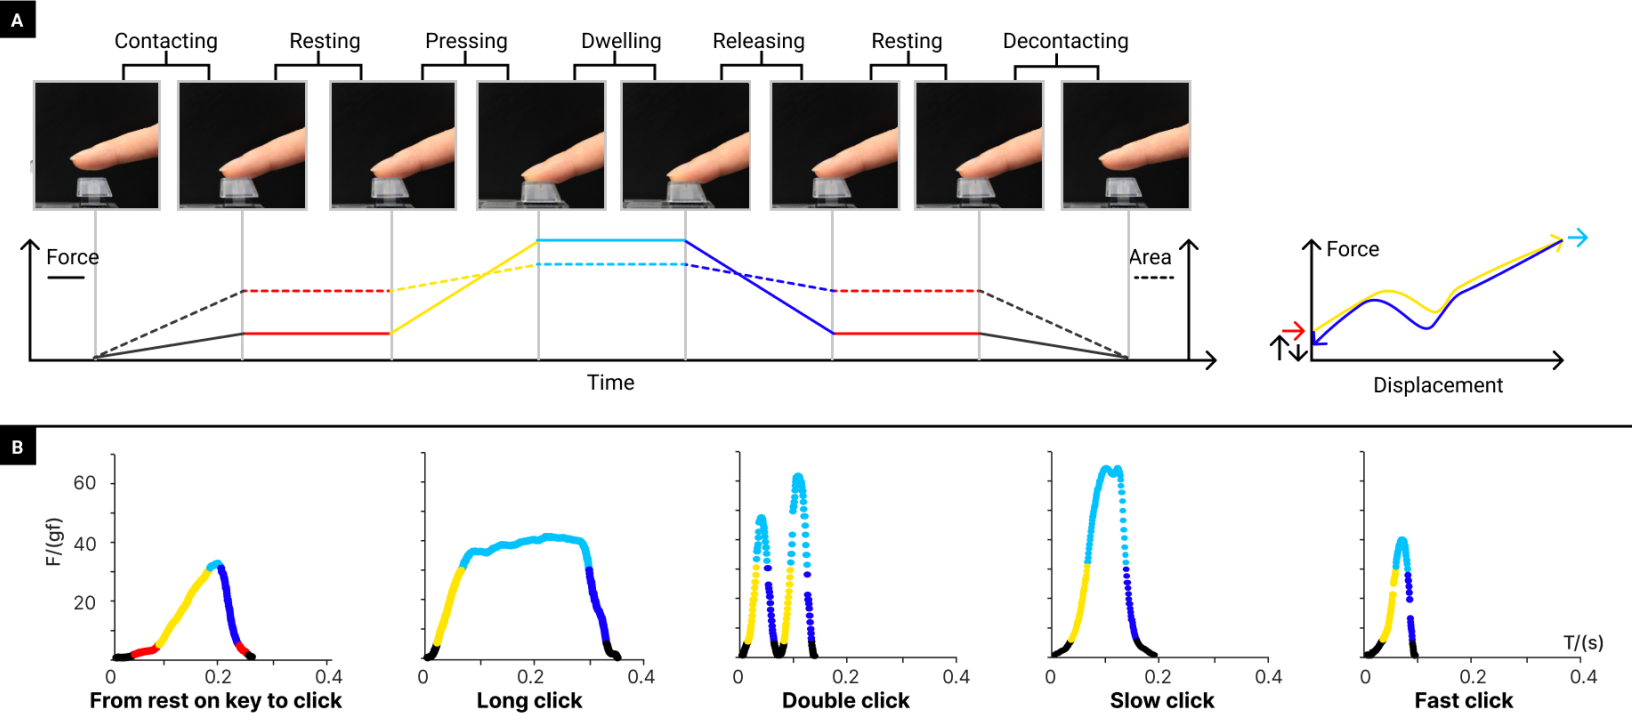 A
Contacting Resting Pressing Dwelling Releasing Resting Decontacting
Force
Area
Time
Force
Displacement
B
F/(gf)
60
40
20
0 0.2 0.4
From rest on key to click
0 0.2 0.4
Long click
0 0.2 0.4
Double click
0 0.2 0.4
Slow click
T/(s)
0 0.2 0.4
Fast click